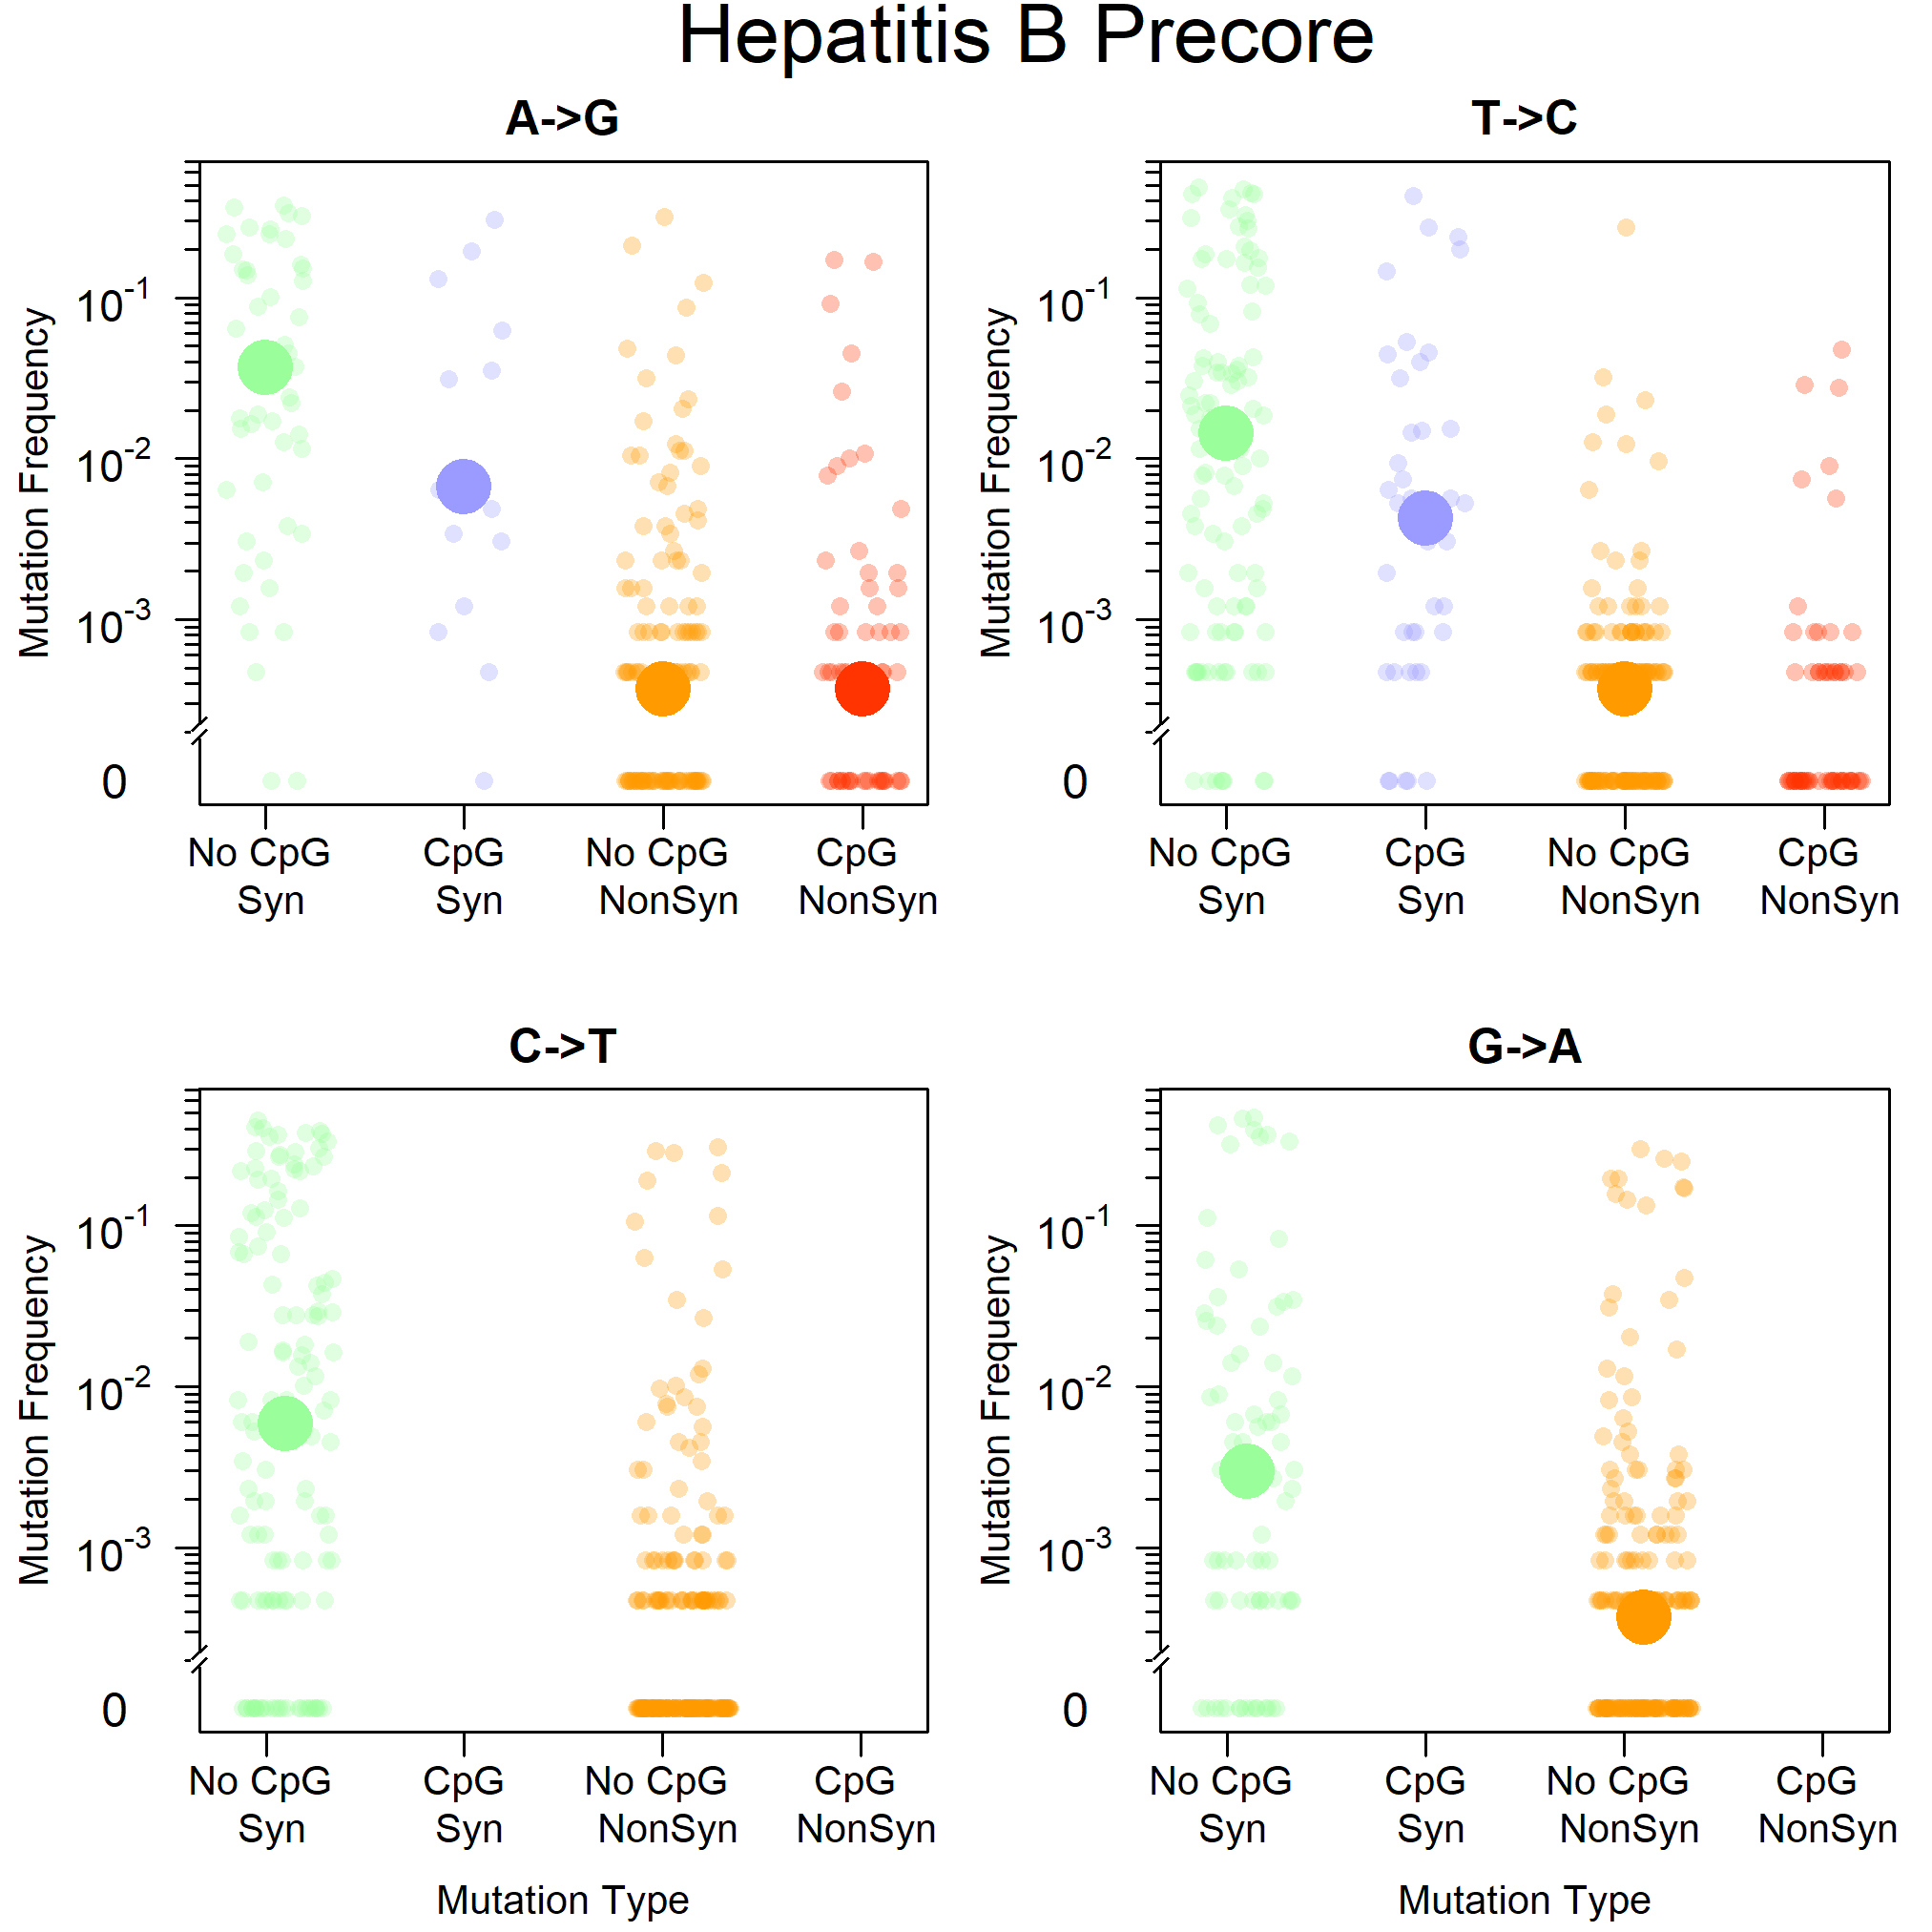 Hepatitis B Precore
A->G
Mutation Frequency
10-1
10-2
10-3
0
No CpG
Syn
CpG
Syn
No CpG
NonSyn
CpG
NonSyn
T->C
Mutation Frequency
10-1
10-2
10-3
0
No CpG
Syn
CpG
Syn
No CpG
NonSyn
CpG
NonSyn
C->T
Mutation Frequency
10-1
10-2
10-3
0
No CpG
Syn
CpG
Syn
No CpG
NonSyn
CpG
NonSyn
Mutation Type
G->A
Mutation Frequency
10-1
10-2
10-3
0
No CpG
Syn
CpG
Syn
No CpG
NonSyn
CpG
NonSyn
Mutation Type